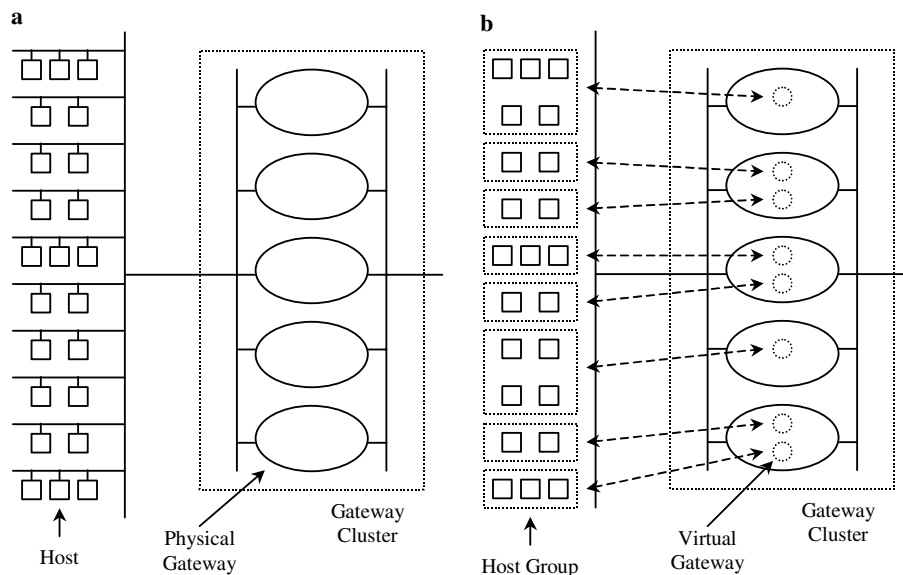 a
b
Host
Physical
Gateway
Gateway
Cluster
Host Group
Virtual
Gateway
Gateway
Cluster